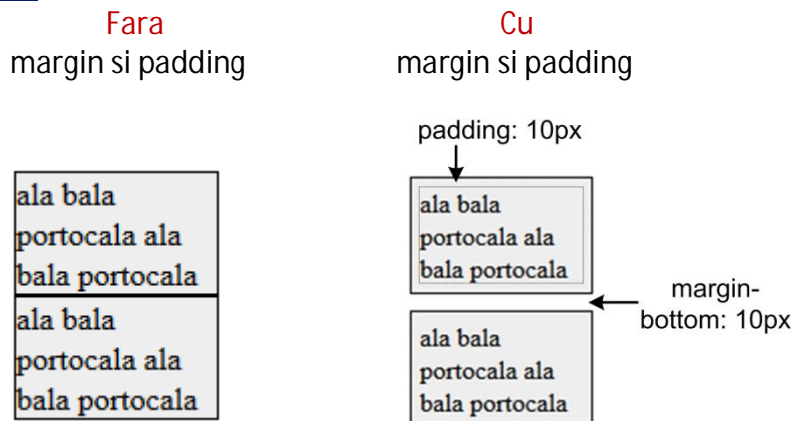 Fara
margin si padding
ala bala
portocala ala
bala portocala
ala bala
portocala ala
bala portocala
Cu
margin si padding
padding: 10px
ala bala
portocala ala
bala portocala
margin-
bottom: 10px
ala bala
portocala ala
bala portocala